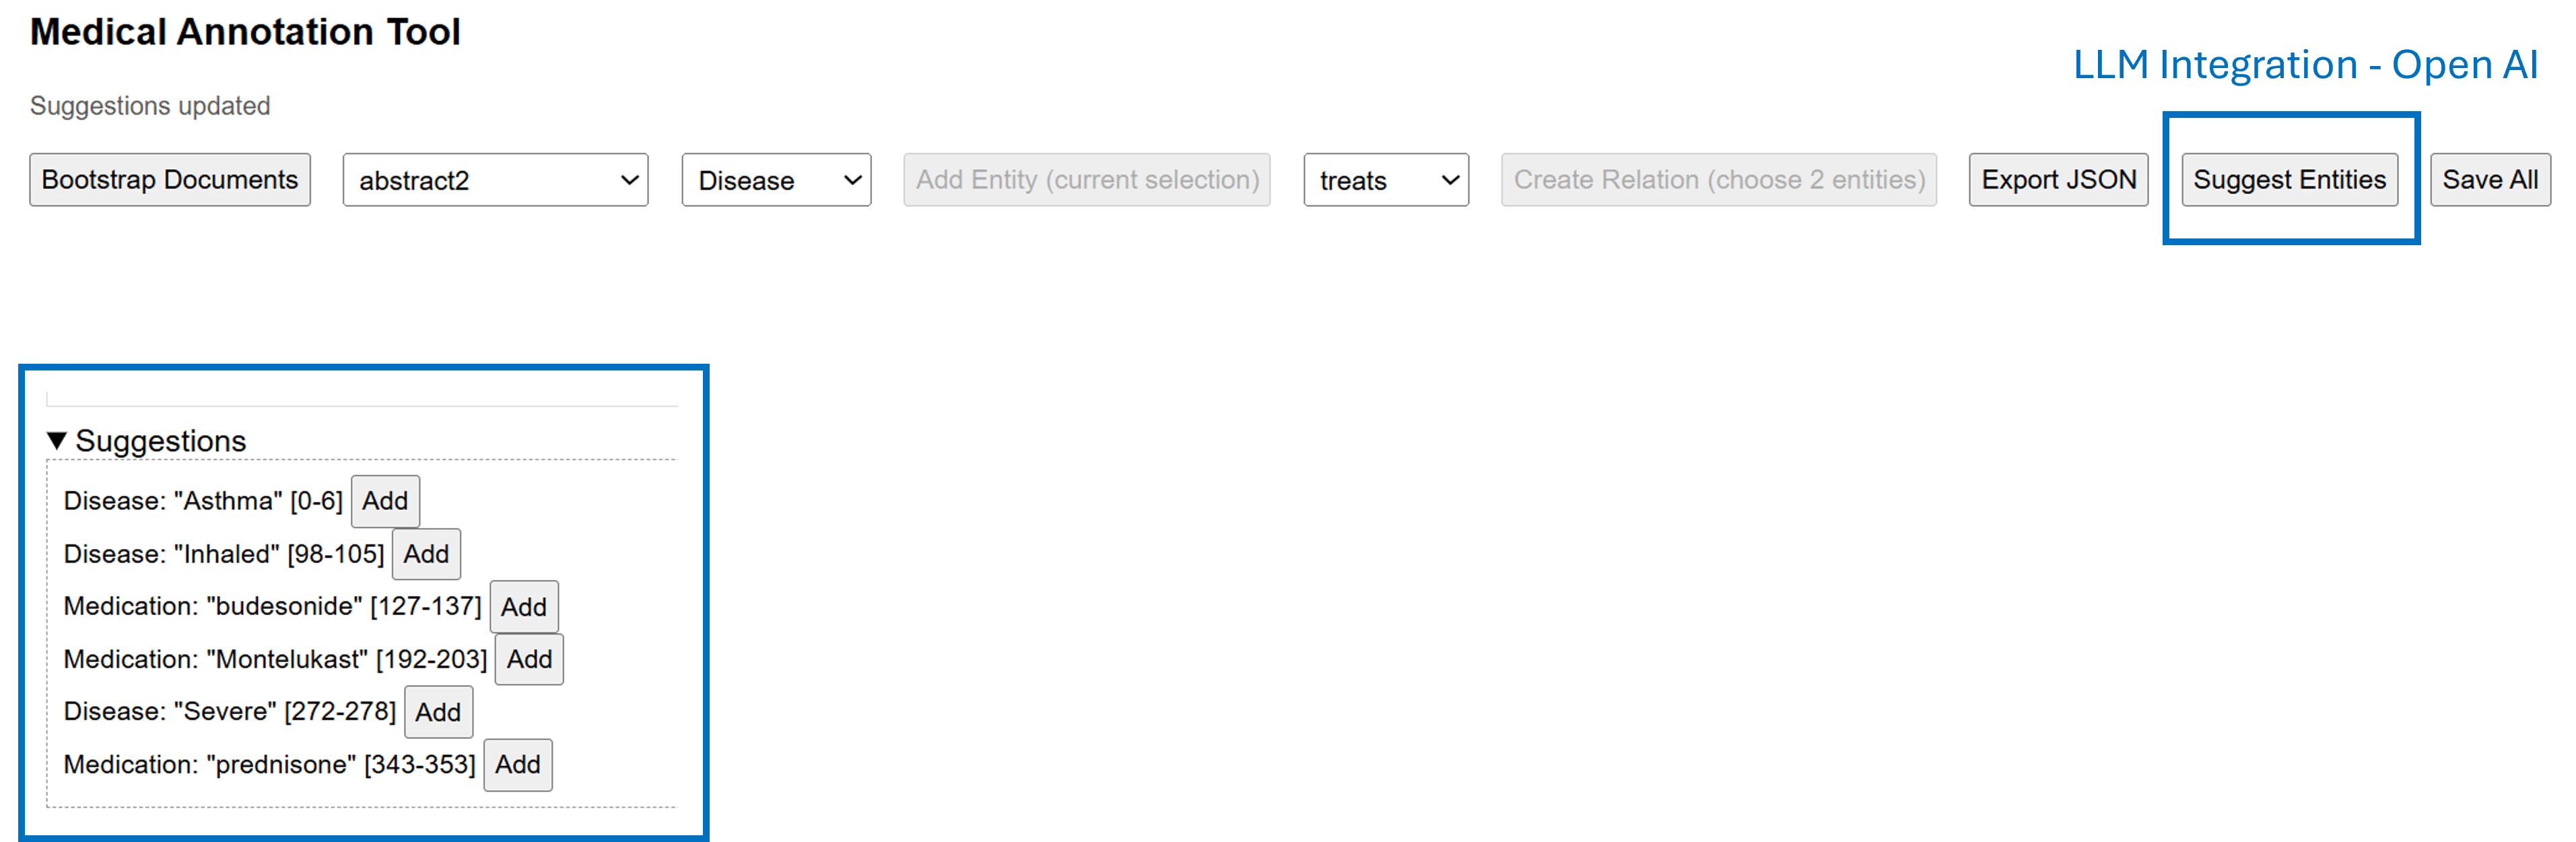 Medical Annotation Tool
LLM Integration - Open AI
Suggestions updated
Bootstrap Documents abstract2 Disease Add Entity (current selection) treats Create Relation (choose 2 entities) Export JSON Suggest Entities Save All
▼ Suggestions
Disease: "Asthma" [0-6] Add
Disease: "Inhaled" [98-105] Add
Medication: "budesonide" [127-137] Add
Medication: "Montelukast" [192-203] Add
Disease: "Severe" [272-278] Add
Medication: "prednisone" [343-353] Add